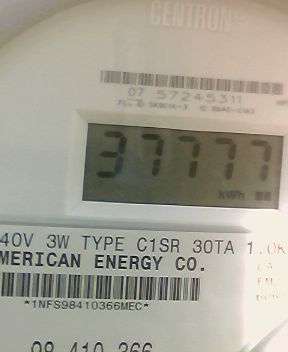 CENTRON®
07 57245311
37777
kWh
40V 3W TYPE C1SR 30TA 1.0K
MERICAN ENERGY CO.
*1NFS98410366MEC*
98 410 366